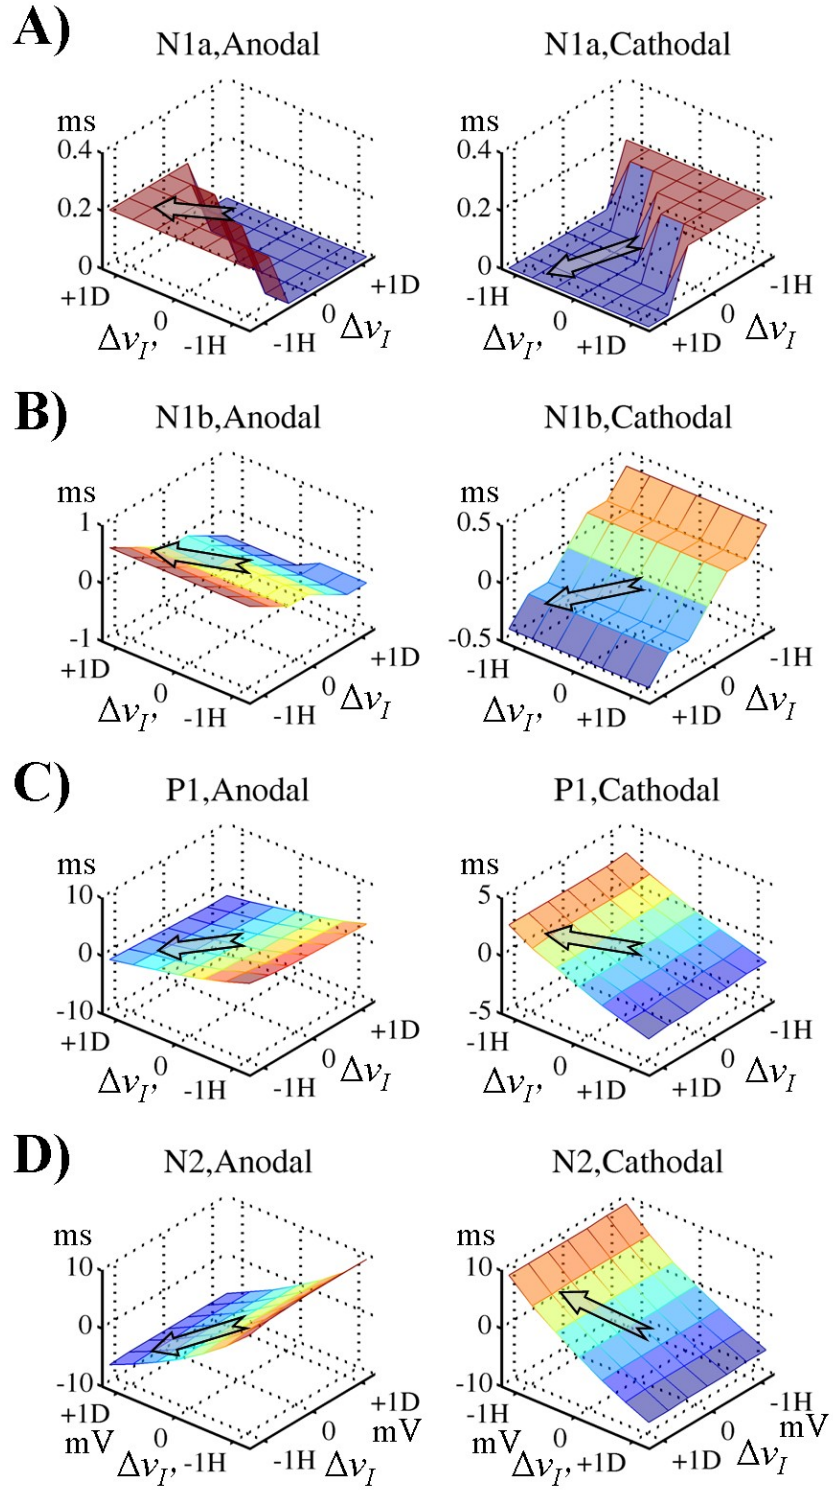 A)
N1a,Anodal
N1a,Cathodal
ms
0.4
0.2
0
+1D
0
-1H
Δv_I,
-1H
0
+1D
Δv_I
ms
0.4
0.2
0
-1H
0
+1D
Δv_I,
+1D
0
-1H
Δv_I
B)
N1b,Anodal
N1b,Cathodal
ms
1
0
-1
+1D
0
-1H
Δv_I,
-1H
0
+1D
Δv_I
ms
0.5
0
-0.5
-1H
0
+1D
Δv_I,
+1D
0
-1H
Δv_I
C)
P1,Anodal
P1,Cathodal
ms
10
0
-10
+1D
0
-1H
Δv_I,
-1H
0
+1D
Δv_I
ms
5
0
-5
-1H
0
+1D
Δv_I,
+1D
0
-1H
Δv_I
D)
N2,Anodal
N2,Cathodal
ms
10
0
-10
+1D
mV
0
-1H
Δv_I,
-1H
0
+1D
mV
Δv_I
ms
10
0
-10
-1H
mV
0
+1D
Δv_I,
+1D
0
-1H
mV
Δv_I